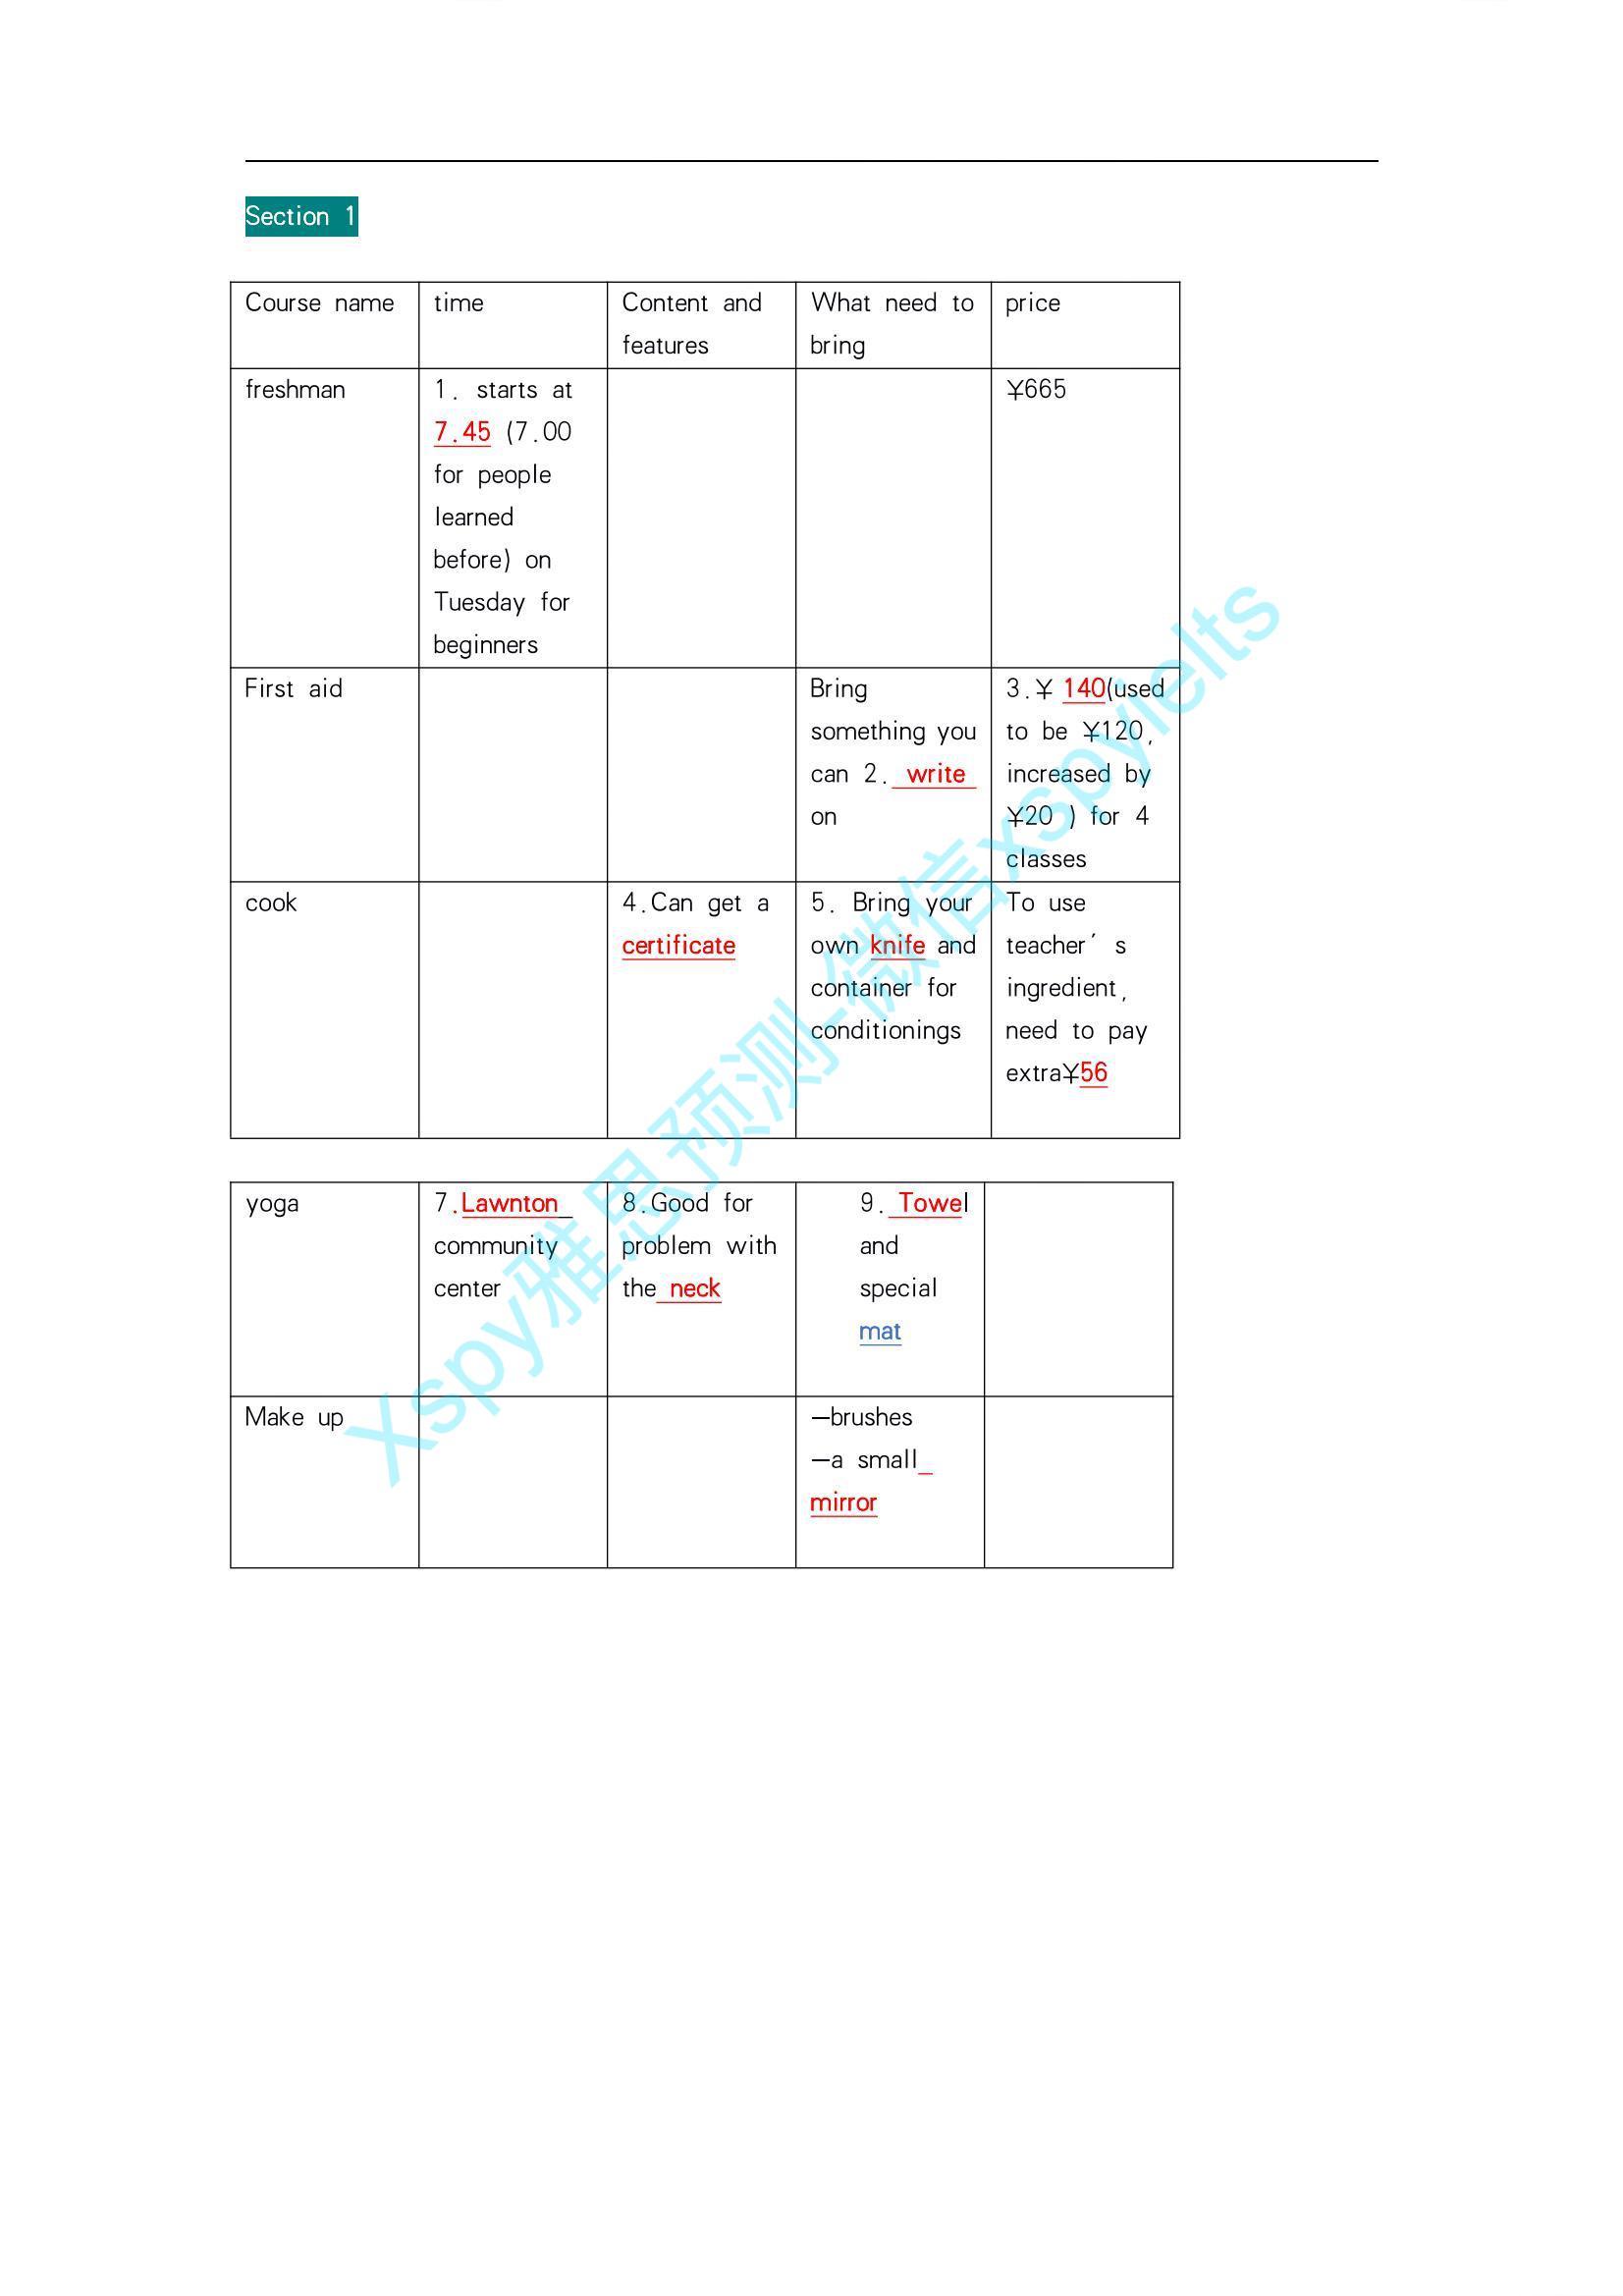 Section 1
Course name
time
Content and
features
What need to
bring
price
freshman
1. starts at
7.45 (7.00
for people
learned
before) on
Tuesday for
beginners
¥665
First aid
Bring
something you
can 2. write
on
3.¥ 140(used
to be ¥120,
increased by
¥20 ) for 4
classes
cook
4.Can get a
certificate
5. Bring your
own knife and
container for
conditionings
To use
teacher´ s
ingredient,
need to pay
extra¥56
yoga
7.Lawnton_
community
center
8.Good for
problem with
the neck
9. Towel
and
special
mat
Make up
—brushes
—a small_
mirror
Xspy雅思预测-微信xspyielts